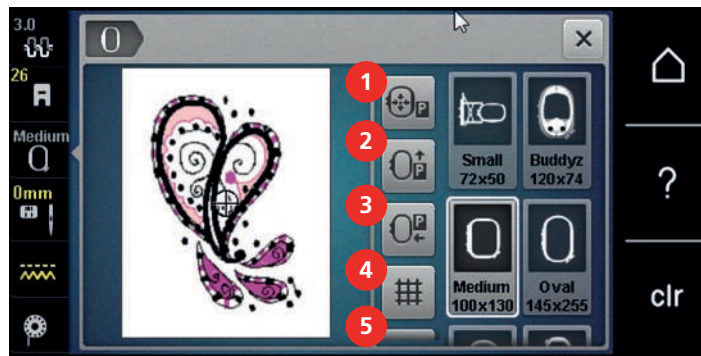 3.0
26
Medium
0mm
1
2
3
4
5
P
P
P
Small
72x50
Buddyz
120x74
Medium
100x130
Oval
145x255
?
clr